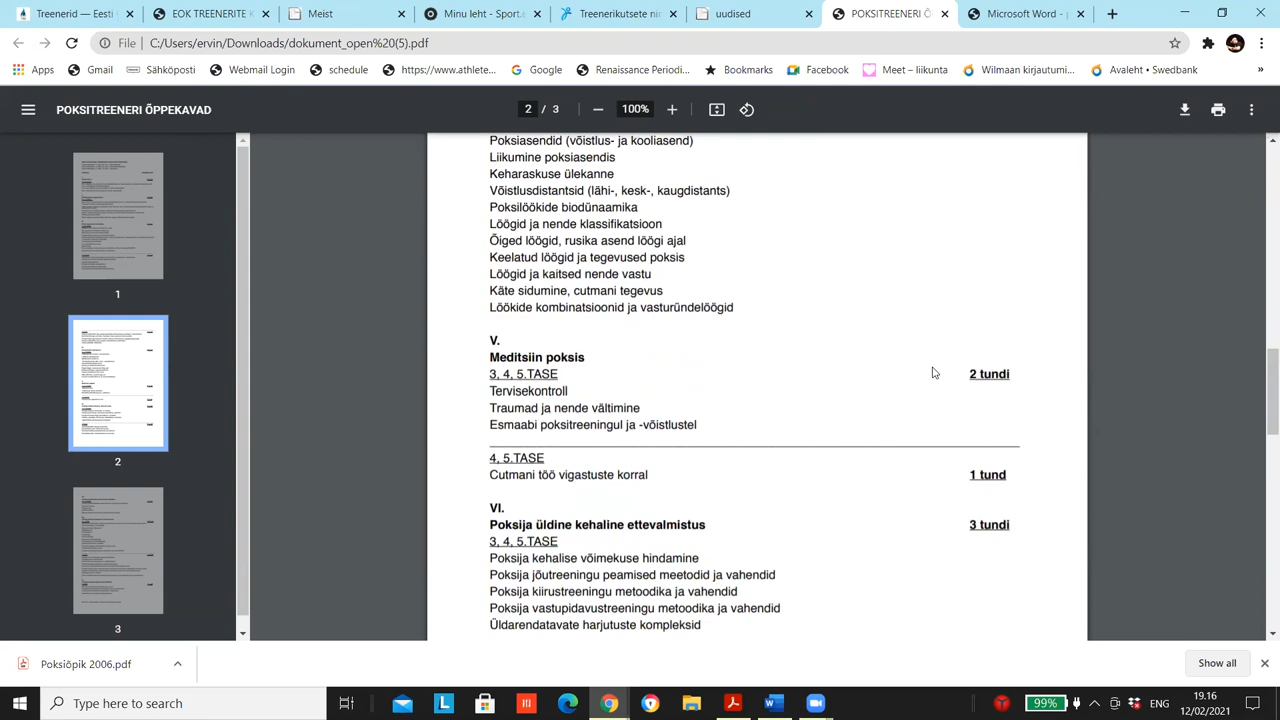 Treenerid — Eesti
EOK TREENERITE K
Meist
Minu leht - Sport.e
Treenerikutsete ni
uudised
POKSITREENERI Õ
Microsoft Word - p
File
C:/Users/ervin/Downloads/dokument_open%20(5).pdf
Apps
Gmail
Sähköposti
Webmail Login
schedule
https://www.athlete...
Google
Renaissance Periodi...
Bookmarks
Facebook
Meet – liikunta
Wilmaan kirjautumi...
Avaleht • Swedbank
»
POKSITREENERI ÕPPEKAVAD
2 / 3
100%
1
2
3
Poksiasendid (võistlus- ja kooliasend)
Liikumine poksiasendis
Keharaskuse ülekanne
Võistlusdistantsid (lähi-, kesk-, kaugdistants)
Poksilöökide biodünaamika
Löögid ja nende klassifikatsioon
Õiged löögid, rusika asend löögi ajal
Keelatud löögid ja tegevused poksis
Löögid ja kaitsed nende vastu
Käte sidumine, cutmani tegevus
Löökide kombinatsioonid ja vasturündelöögid
V.
Meditsiin poksis
3, 4, 5.TASE 2 tundi
Tervisekontroll
Traumad ja nende vältimine
Esmaabi poksitreeningul ja -võistlustel
4, 5.TASE
Cutmani töö vigastuste korral 1 tund
VI.
Poksija üldine kehaline ettevalmistus 3 tundi
3, 4, 5.TASE
Poksija kehalise võimekuse hindamine
Poksija jõutreeningu peamised meetodid ja vahendid
Poksija kiirustreeningu metoodika ja vahendid
Poksija vastupidavustreeningu metoodika ja vahendid
Üldarendatavate harjutuste kompleksid
Poksiõpik 2006.pdf
Show all
Type here to search
99%
ENG
19.16
12/02/2021